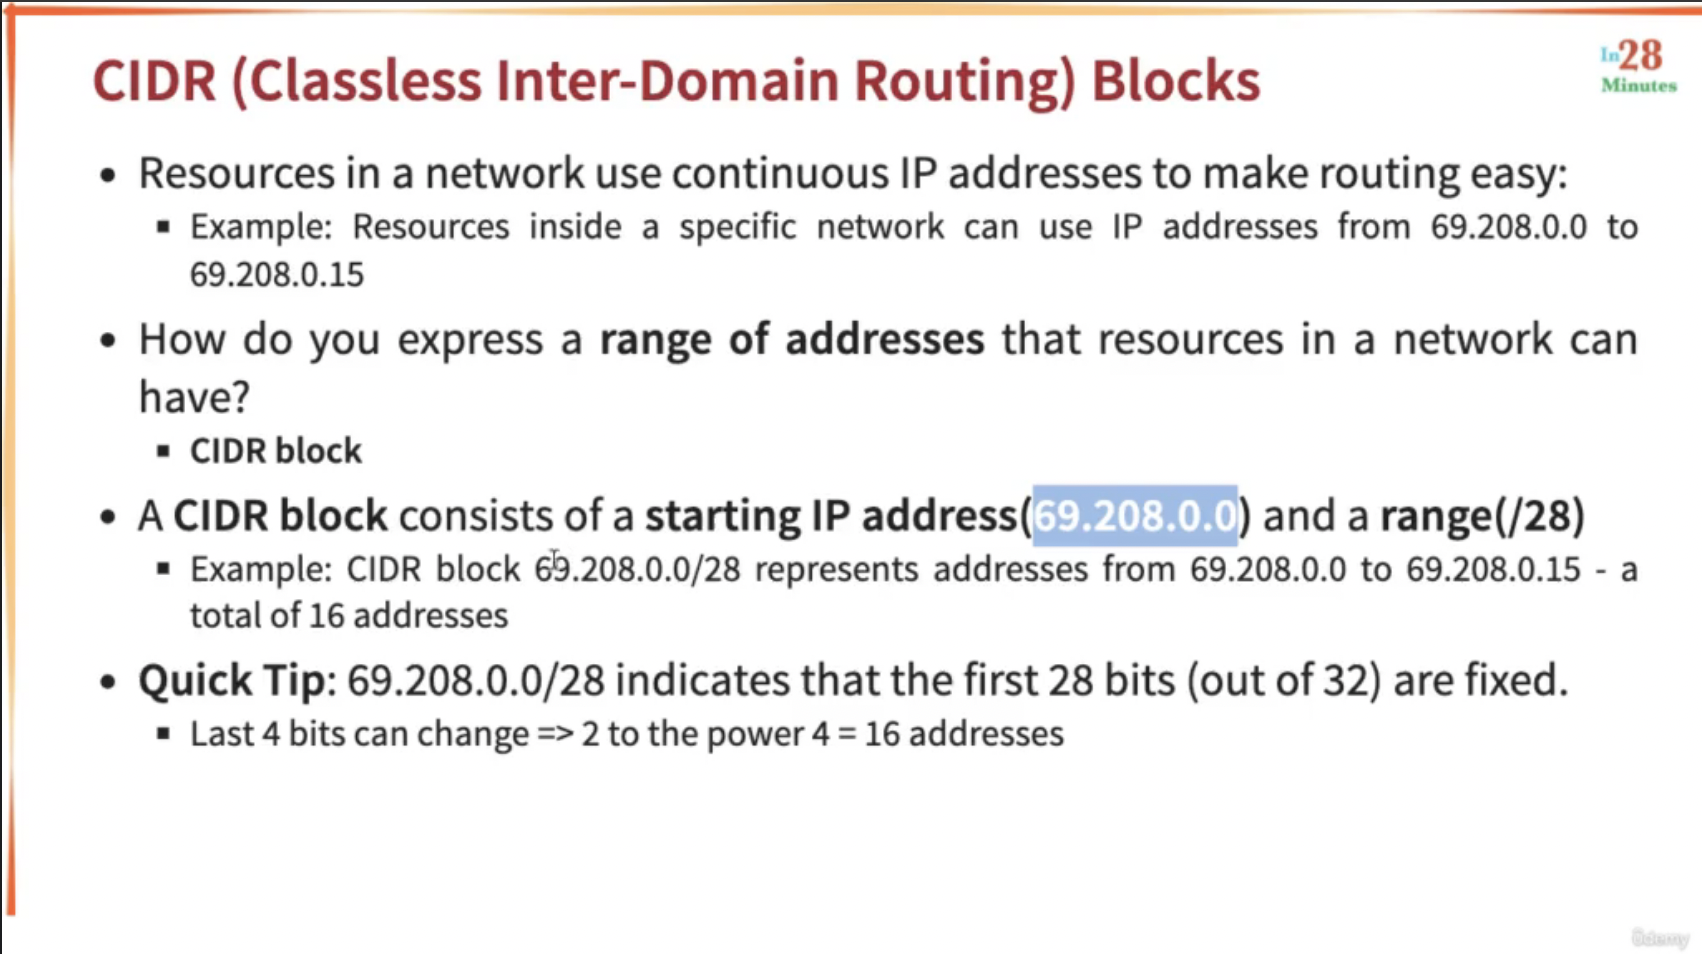 CIDR (Classless Inter-Domain Routing) Blocks
In28
Minutes
• Resources in a network use continuous IP addresses to make routing easy:
▪ Example: Resources inside a specific network can use IP addresses from 69.208.0.0 to
69.208.0.15
• How do you express a range of addresses that resources in a network can
have?
▪ CIDR block
• A CIDR block consists of a starting IP address(69.208.0.0) and a range(/28)
▪ Example: CIDR block 69.208.0.0/28 represents addresses from 69.208.0.0 to 69.208.0.15 - a
total of 16 addresses
• Quick Tip: 69.208.0.0/28 indicates that the first 28 bits (out of 32) are fixed.
▪ Last 4 bits can change => 2 to the power 4 = 16 addresses
ûdemy